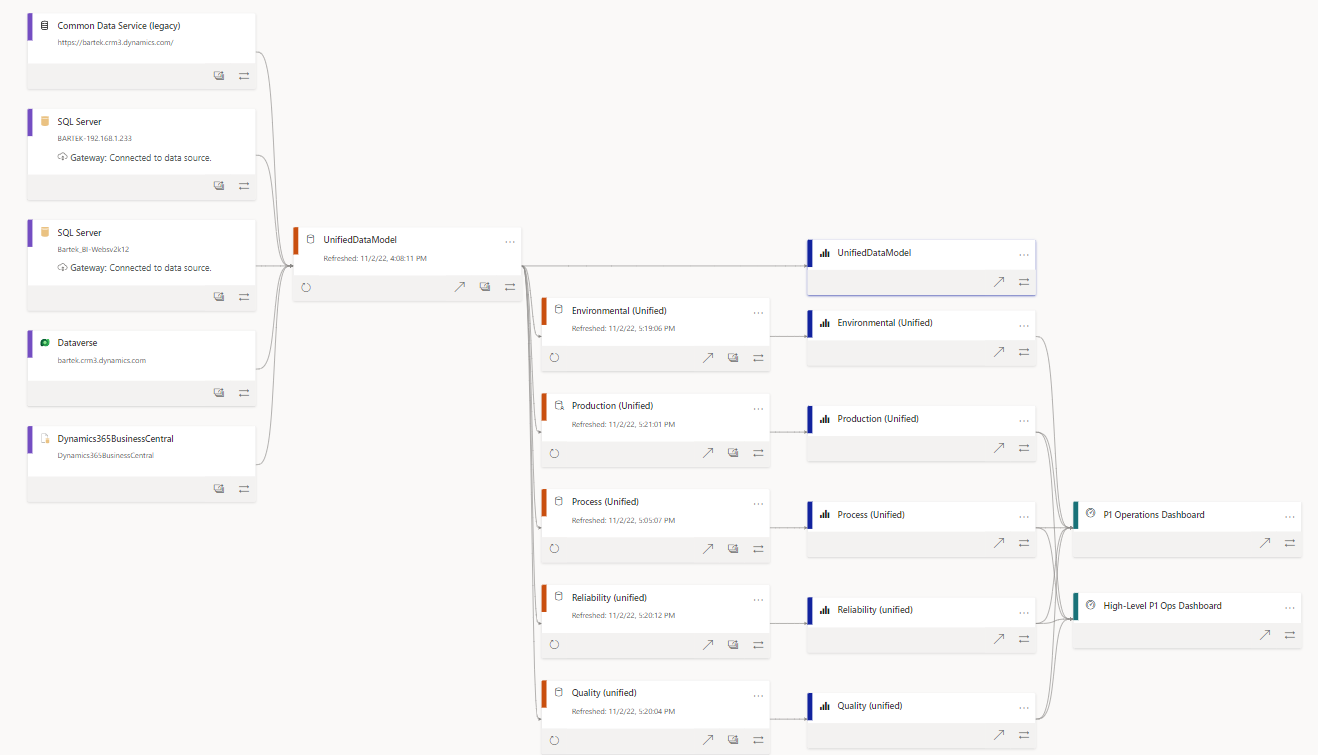 Common Data Service (legacy)
https://bartek.crm3.dynamics.com/
SQL Server
BARTEK-192.168.1.233
Gateway: Connected to data source.
SQL Server
Bartek_BI-Websv2k12
Gateway: Connected to data source.
Dataverse
bartek.crm3.dynamics.com
Dynamics365BusinessCentral
Dynamics365BusinessCentral
UnifiedDataModel
Refreshed: 11/2/22, 4:08:11 PM
Environmental (Unified)
Refreshed: 11/2/22, 5:19:06 PM
Production (Unified)
Refreshed: 11/2/22, 5:21:01 PM
Process (Unified)
Refreshed: 11/2/22, 5:05:07 PM
Reliability (unified)
Refreshed: 11/2/22, 5:20:12 PM
Quality (unified)
Refreshed: 11/2/22, 5:20:04 PM
UnifiedDataModel
Environmental (Unified)
Production (Unified)
Process (Unified)
Reliability (unified)
Quality (unified)
P1 Operations Dashboard
High-Level P1 Ops Dashboard